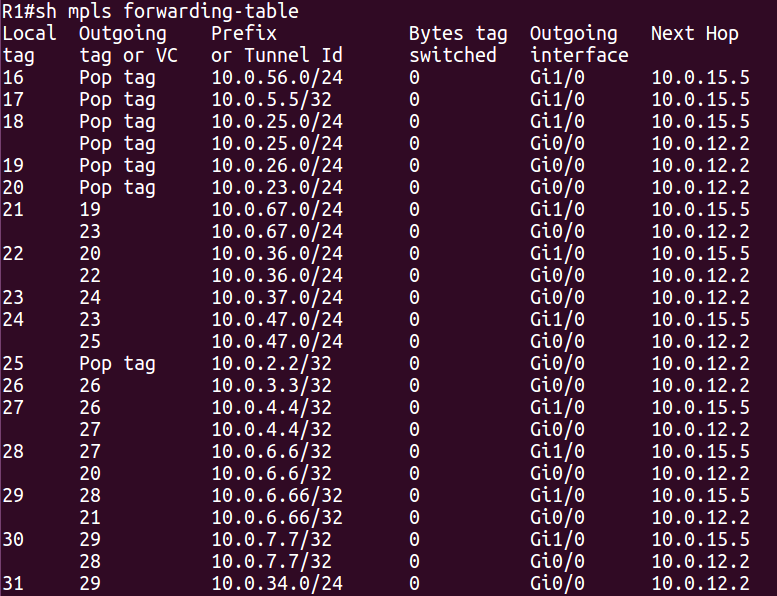 R1#sh mpls forwarding-table
Local  Outgoing    Prefix            Bytes tag  Outgoing   Next Hop
tag    tag or VC   or Tunnel Id      switched   interface
16     Pop tag     10.0.56.0/24      0          Gi1/0      10.0.15.5
17     Pop tag     10.0.5.5/32       0          Gi1/0      10.0.15.5
18     Pop tag     10.0.25.0/24      0          Gi1/0      10.0.15.5
       Pop tag     10.0.25.0/24      0          Gi0/0      10.0.12.2
19     Pop tag     10.0.26.0/24      0          Gi0/0      10.0.12.2
20     Pop tag     10.0.23.0/24      0          Gi0/0      10.0.12.2
21     19          10.0.67.0/24      0          Gi1/0      10.0.15.5
       23          10.0.67.0/24      0          Gi0/0      10.0.12.2
22     20          10.0.36.0/24      0          Gi1/0      10.0.15.5
       22          10.0.36.0/24      0          Gi0/0      10.0.12.2
23     24          10.0.37.0/24      0          Gi0/0      10.0.12.2
24     23          10.0.47.0/24      0          Gi1/0      10.0.15.5
       25          10.0.47.0/24      0          Gi0/0      10.0.12.2
25     Pop tag     10.0.2.2/32       0          Gi0/0      10.0.12.2
26     26          10.0.3.3/32       0          Gi0/0      10.0.12.2
27     26          10.0.4.4/32       0          Gi1/0      10.0.15.5
       27          10.0.4.4/32       0          Gi0/0      10.0.12.2
28     27          10.0.6.6/32       0          Gi1/0      10.0.15.5
       20          10.0.6.6/32       0          Gi0/0      10.0.12.2
29     28          10.0.6.66/32      0          Gi1/0      10.0.15.5
       21          10.0.6.66/32      0          Gi0/0      10.0.12.2
30     29          10.0.7.7/32       0          Gi1/0      10.0.15.5
       28          10.0.7.7/32       0          Gi0/0      10.0.12.2
31     29          10.0.34.0/24      0          Gi0/0      10.0.12.2